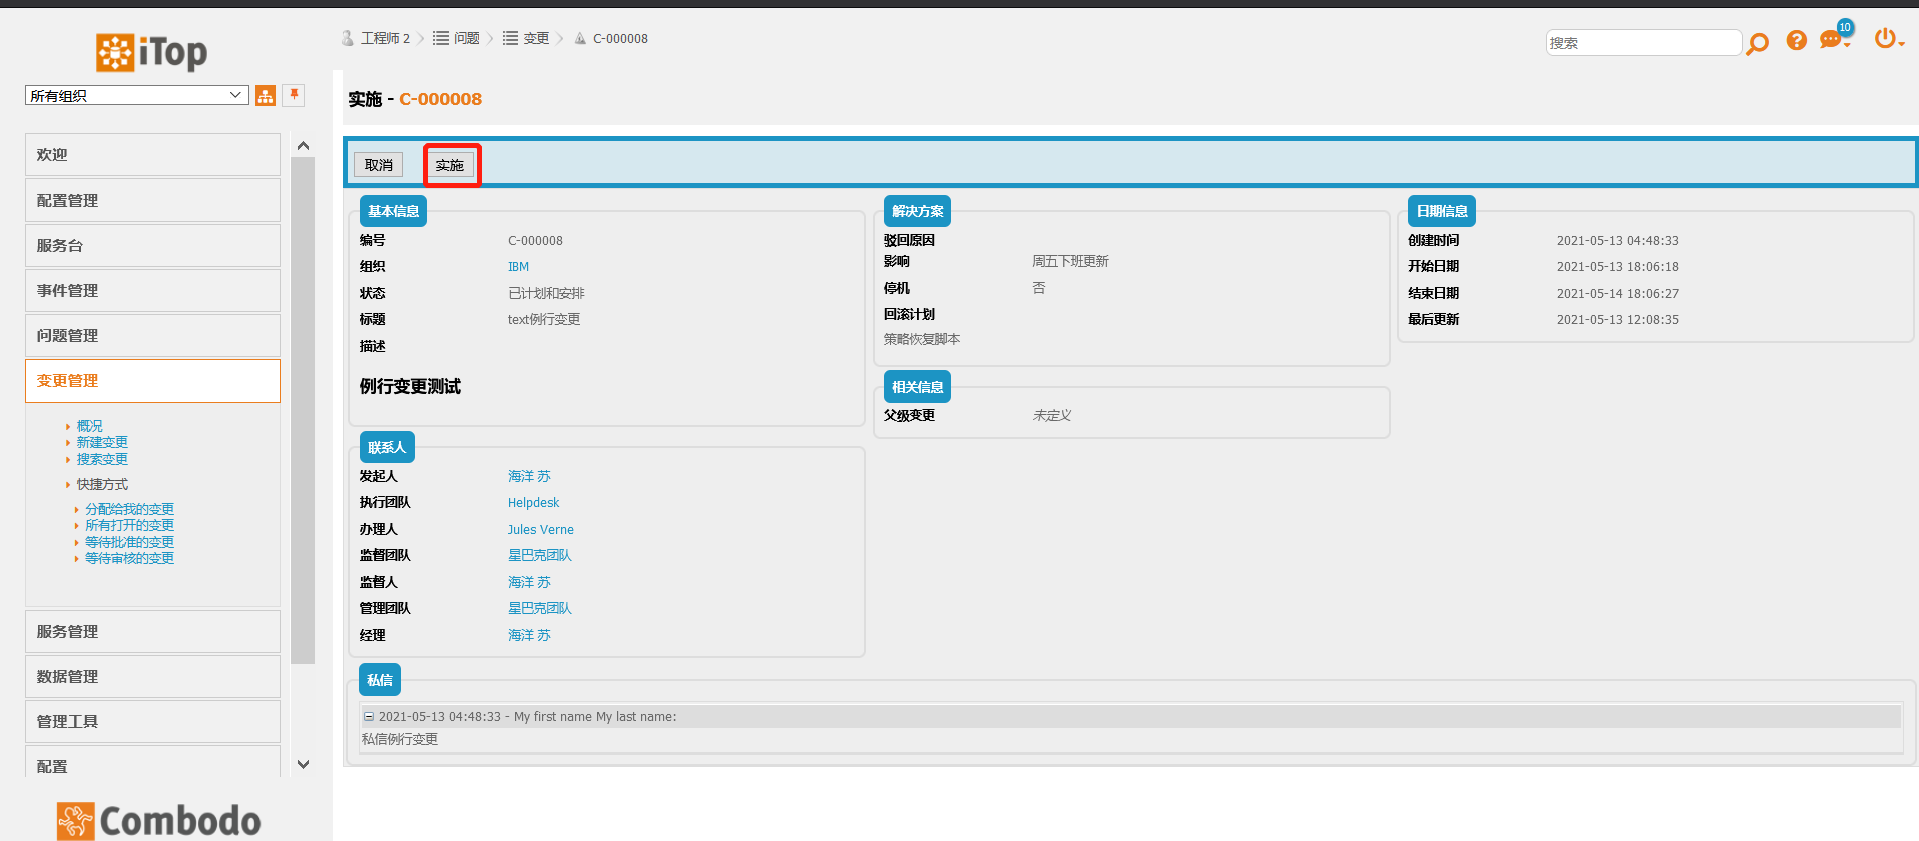 工程师 2
问题
变更
C-000008
搜索
10
iTop
所有组织
实施 - C-000008
取消
实施
欢迎
配置管理
服务台
事件管理
问题管理
变更管理
概况
新建变更
搜索变更
快捷方式
分配给我的变更
所有打开的变更
等待批准的变更
等待审核的变更
服务管理
数据管理
管理工具
配置
Combodo
基本信息
编号 C-000008
组织 IBM
状态 已计划和安排
标题 text例行变更
描述
例行变更测试
联系人
发起人 海洋 苏
执行团队 Helpdesk
办理人 Jules Verne
监督团队 星巴克团队
监督人 海洋 苏
管理团队 星巴克团队
经理 海洋 苏
解决方案
驳回原因
影响 周五下班更新
停机 否
回滚计划
策略恢复脚本
相关信息
父级变更 未定义
日期信息
创建时间 2021-05-13 04:48:33
开始日期 2021-05-13 18:06:18
结束日期 2021-05-14 18:06:27
最后更新 2021-05-13 12:08:35
私信
2021-05-13 04:48:33 - My first name My last name:
私信例行变更